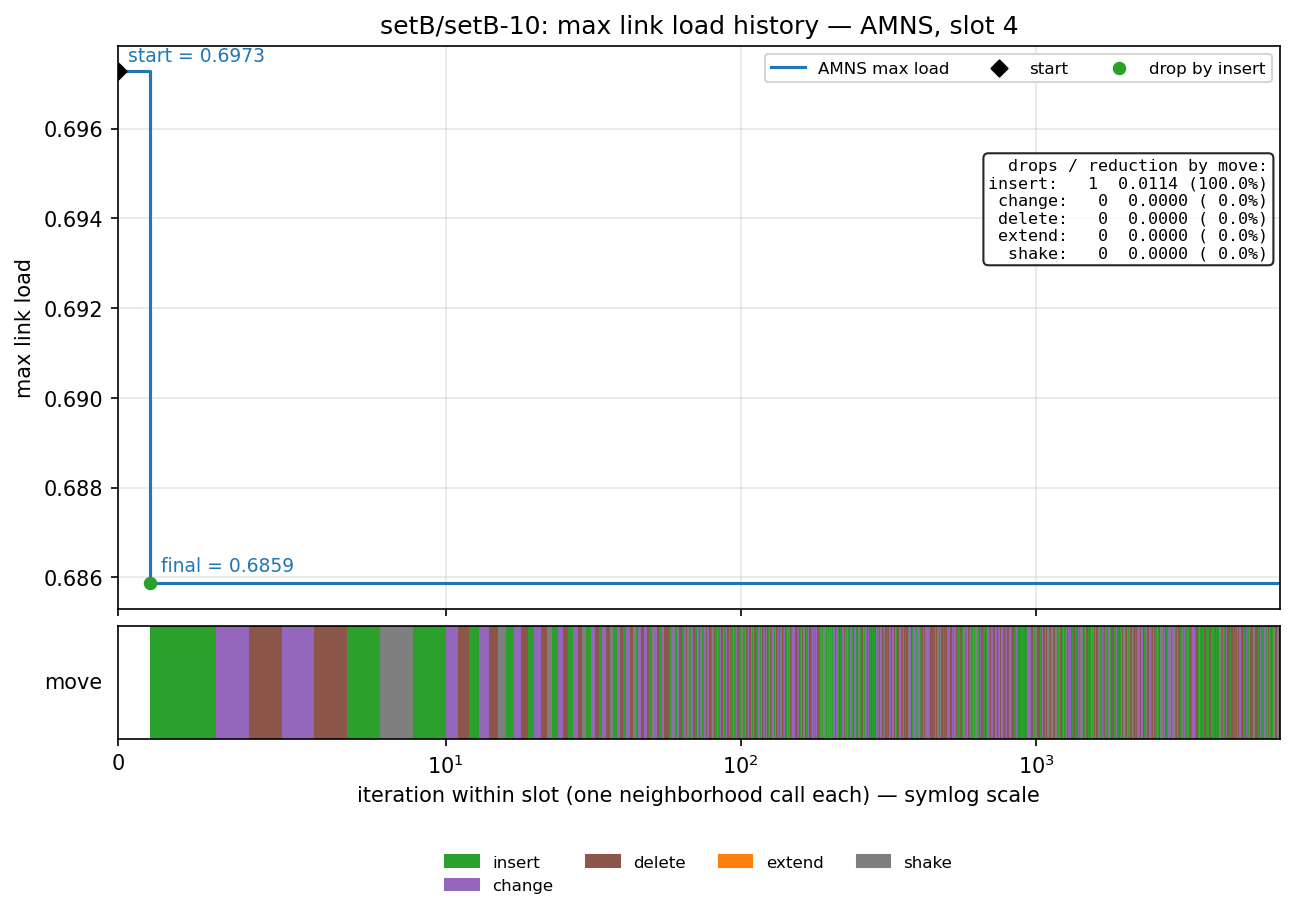 setB/setB-10: max link load history — AMNS, slot 4
start = 0.6973
AMNS max load
start
drop by insert
drops / reduction by move:
insert:   1  0.0114 (100.0%)
change:   0  0.0000 (  0.0%)
delete:   0  0.0000 (  0.0%)
extend:   0  0.0000 (  0.0%)
shake:   0  0.0000 (  0.0%)
0.696
0.694
0.692
0.690
0.688
0.686
max link load
final = 0.6859
move
0
10¹
10²
10³
iteration within slot (one neighborhood call each) — symlog scale
insert
delete
extend
shake
change